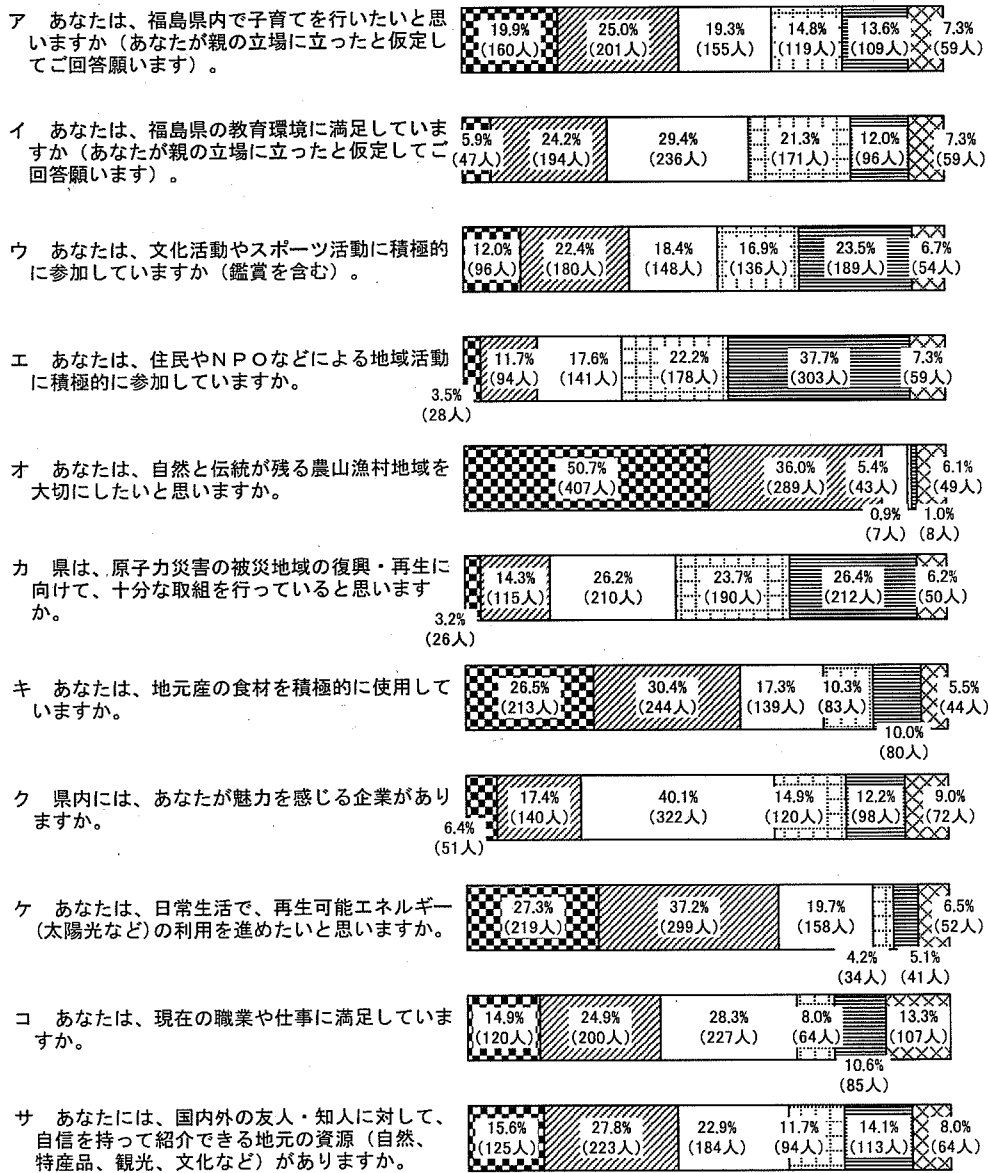 ア　あなたは、福島県内で子育てを行いたいと思
いますか（あなたが親の立場に立ったと仮定し
てご回答願います）。
19.9% 25.0% 19.3% 14.8% 13.6% 7.3%
(160人) (201人) (155人) (119人) (109人) (59人)
イ　あなたは、福島県の教育環境に満足していま
すか（あなたが親の立場に立ったと仮定してご
回答願います）。
5.9% 24.2% 29.4% 21.3% 12.0% 7.3%
(47人) (194人) (236人) (171人) (96人) (59人)
ウ　あなたは、文化活動やスポーツ活動に積極的
に参加していますか（鑑賞を含む）。
12.0% 22.4% 18.4% 16.9% 23.5% 6.7%
(96人) (180人) (148人) (136人) (189人) (54人)
エ　あなたは、住民やＮＰＯなどによる地域活動
に積極的に参加していますか。
11.7% 17.6% 22.2% 37.7% 7.3%
(94人) (141人) (178人) (303人) (59人)
3.5%
(28人)
オ　あなたは、自然と伝統が残る農山漁村地域を
大切にしたいと思いますか。
50.7% 36.0% 5.4% 6.1%
(407人) (289人) (43人) (49人)
0.9% 1.0%
(7人) (8人)
カ　県は、原子力災害の被災地域の復興・再生に
向けて、十分な取組を行っていると思います
か。
14.3% 26.2% 23.7% 26.4% 6.2%
(115人) (210人) (190人) (212人) (50人)
3.2%
(26人)
キ　あなたは、地元産の食材を積極的に使用して
いますか。
26.5% 30.4% 17.3% 10.3% 5.5%
(213人) (244人) (139人) (83人) (44人)
10.0%
(80人)
ク　県内には、あなたが魅力を感じる企業があり
ますか。
17.4% 40.1% 14.9% 12.2% 9.0%
(140人) (322人) (120人) (98人) (72人)
6.4%
(51人)
ケ　あなたは、日常生活で、再生可能エネルギー
(太陽光など)の利用を進めたいと思いますか。
27.3% 37.2% 19.7% 6.5%
(219人) (299人) (158人) (52人)
4.2% 5.1%
(34人) (41人)
コ　あなたは、現在の職業や仕事に満足していま
すか。
14.9% 24.9% 28.3% 8.0% 13.3%
(120人) (200人) (227人) (64人) (107人)
10.6%
(85人)
サ　あなたには、国内外の友人・知人に対して、
自信を持って紹介できる地元の資源（自然、
特産品、観光、文化など）がありますか。
15.6% 27.8% 22.9% 11.7% 14.1% 8.0%
(125人) (223人) (184人) (94人) (113人) (64人)